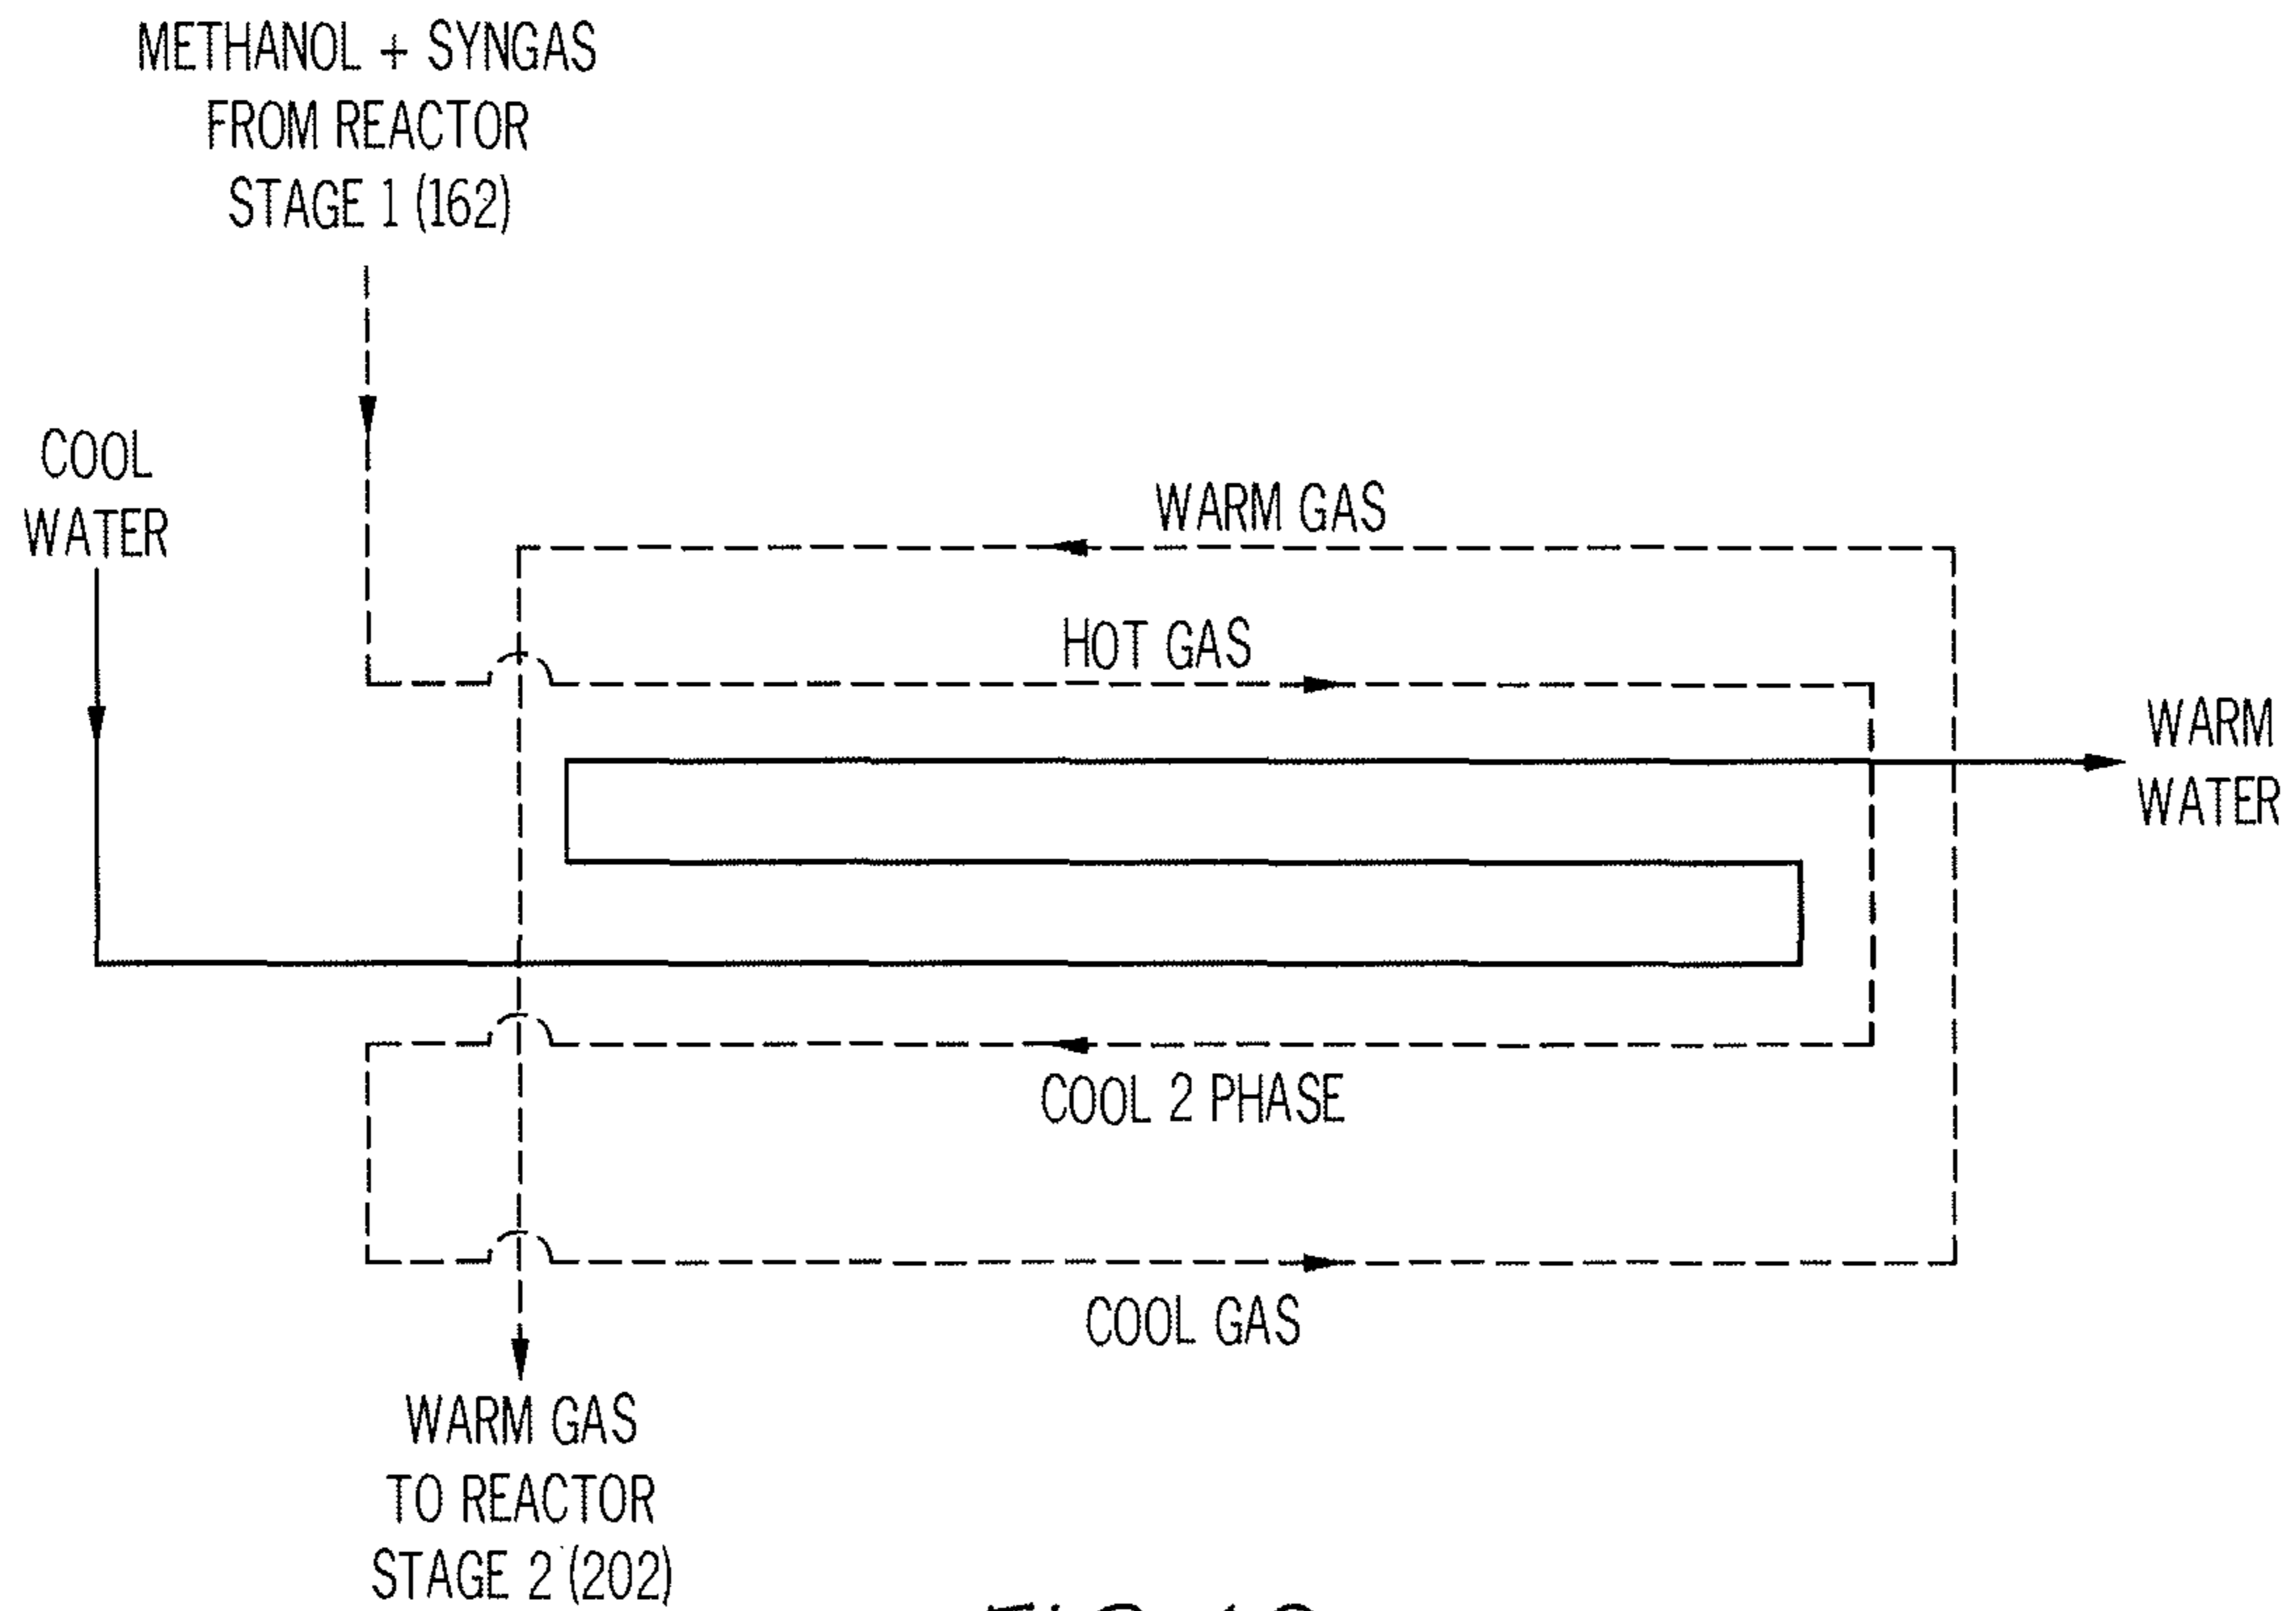 METHANOL + SYNGAS
FROM REACTOR
STAGE 1 (162)
COOL
WATER
WARM GAS
HOT GAS
WARM
WATER
COOL 2 PHASE
COOL GAS
WARM GAS
TO REACTOR
STAGE 2 (202)